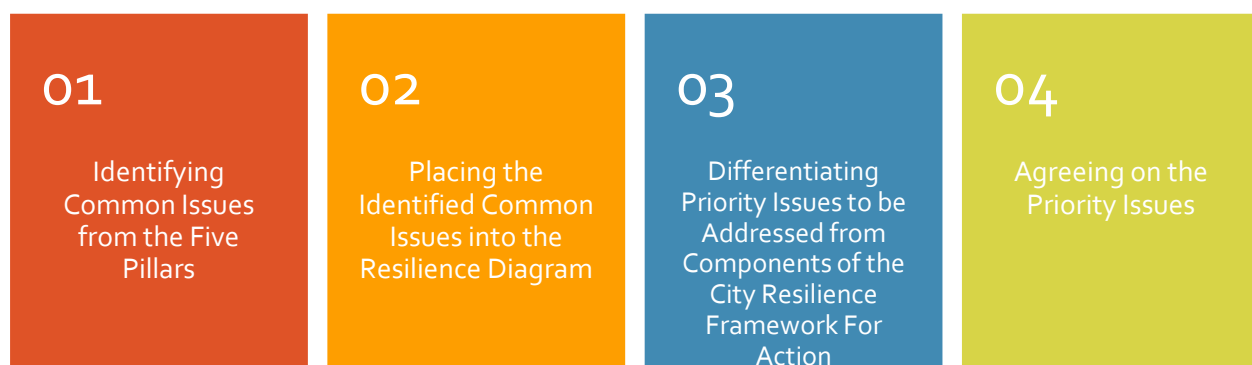 01
Identifying
Common Issues
from the Five
Pillars
02
Placing the
Identified Common
Issues into the
Resilience Diagram
03
Differentiating
Priority Issues to be
Addressed from
Components of the
City Resilience
Framework For
Action
04
Agreeing on the
Priority Issues